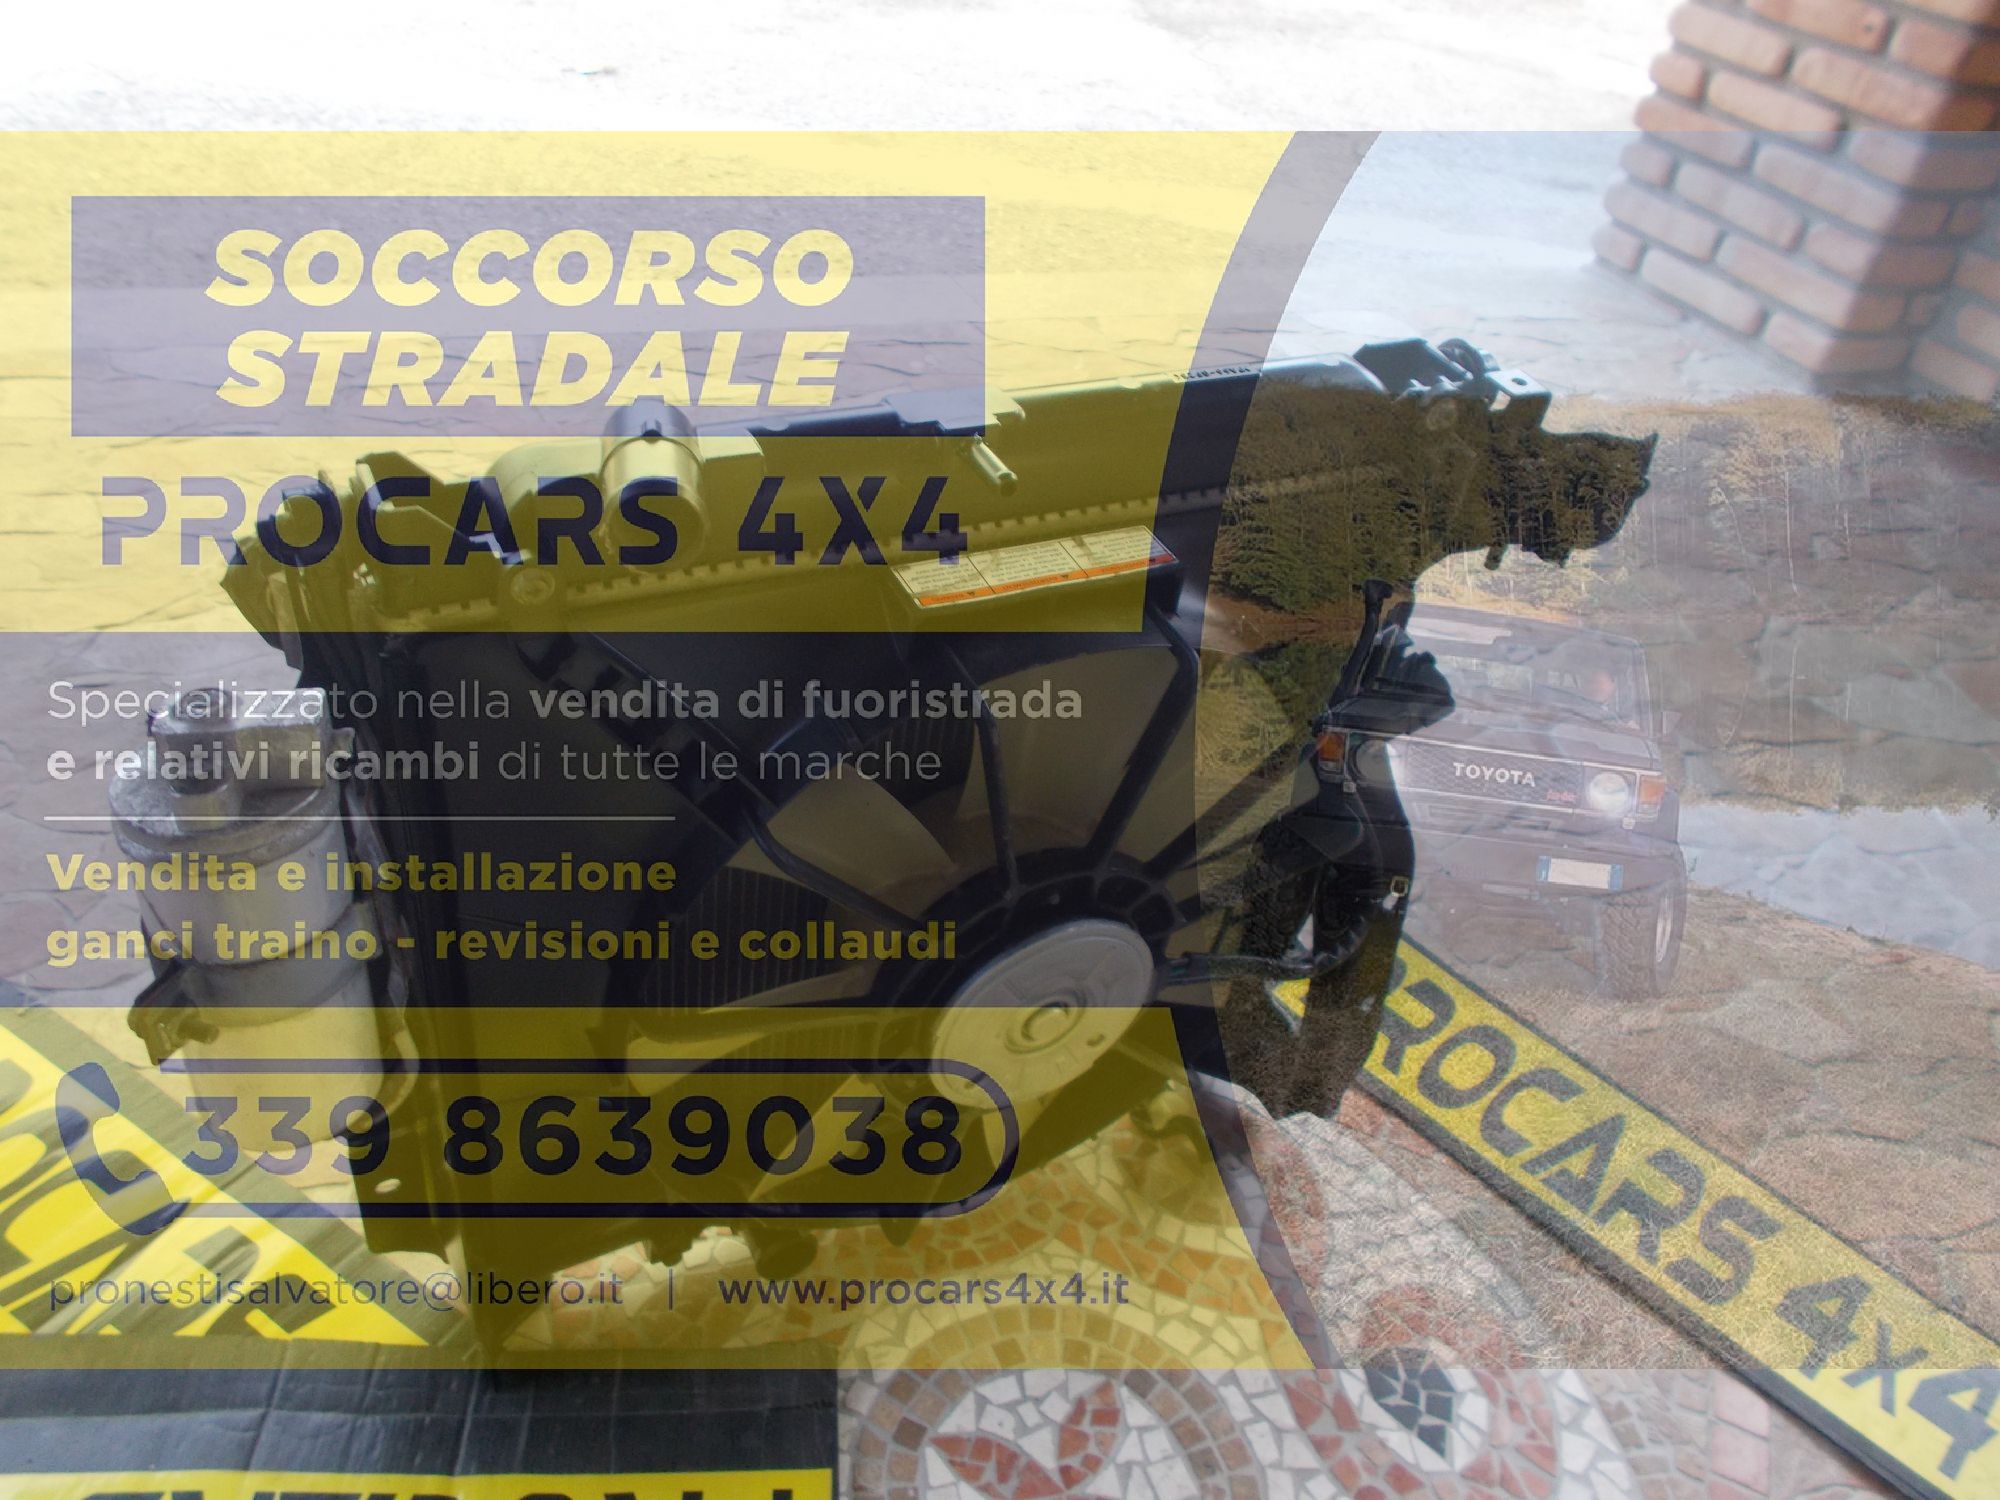 SOCCORSO
STRADALE
PROCARS 4X4
Specializzato nella vendita di fuoristrada
e relativi ricambi di tutte le marche
Vendita e installazione
ganci traino - revisioni e collaudi
339 8639038
pronestisalvatore@libero.it | www.procars4x4.it
TOYOTA
PROCARS 4x4